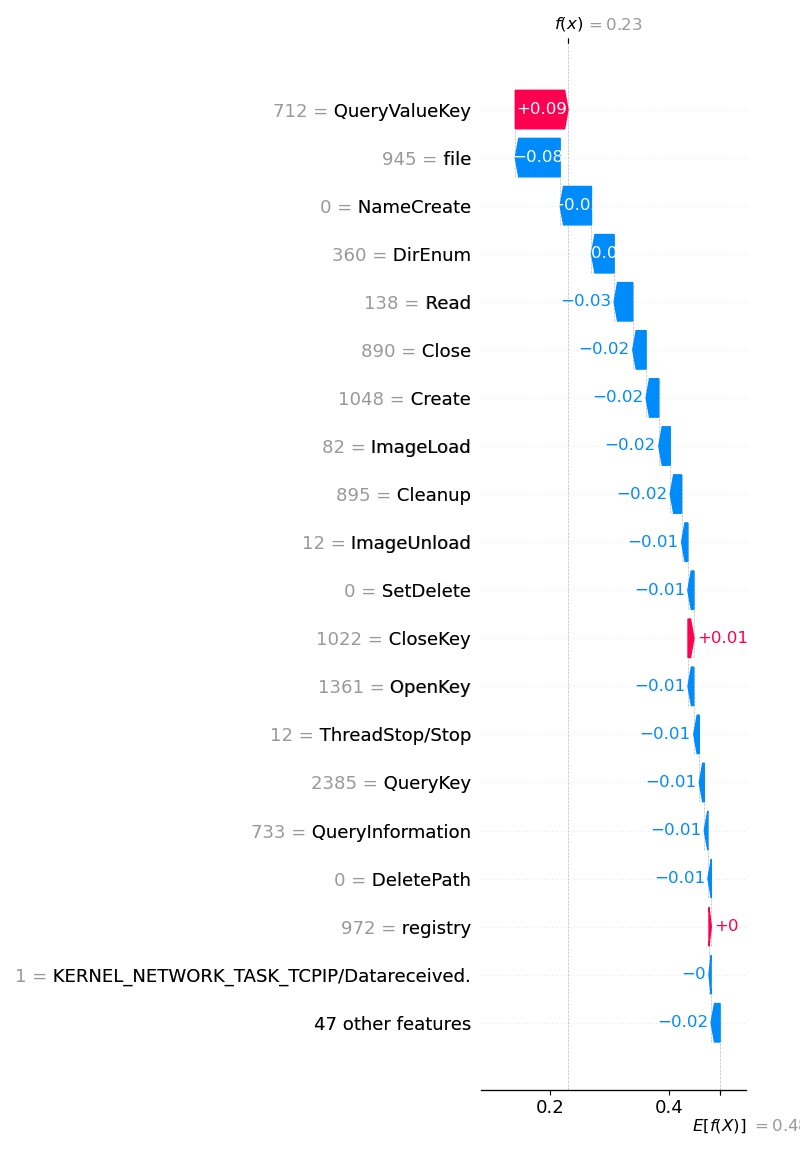 f(x) = 0.23
712 = QueryValueKey +0.09
945 = file −0.08
0 = NameCreate
360 = DirEnum
138 = Read −0.03
890 = Close −0.02
1048 = Create −0.02
82 = ImageLoad −0.02
895 = Cleanup −0.02
12 = ImageUnload −0.01
0 = SetDelete −0.01
1022 = CloseKey +0.01
1361 = OpenKey −0.01
12 = ThreadStop/Stop −0.01
2385 = QueryKey −0.01
733 = QueryInformation −0.01
0 = DeletePath −0.01
972 = registry +0
1 = KERNEL_NETWORK_TASK_TCPIP/Datareceived. −0
47 other features −0.02
0.2 0.4
E[f(X)] =